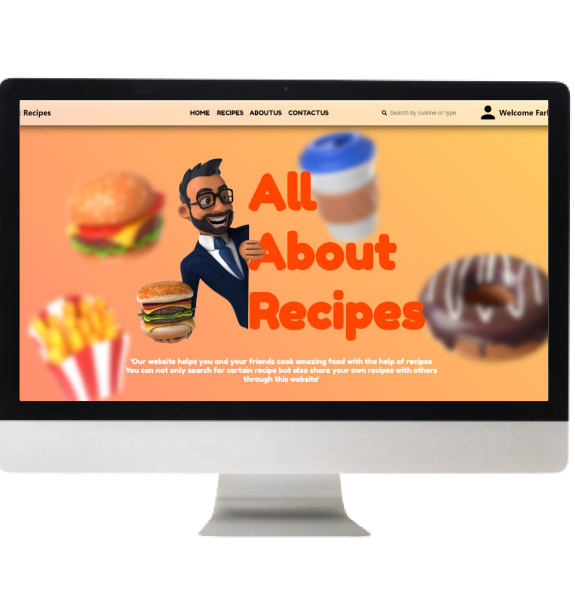 Recipes
HOME RECIPES ABOUTUS CONTACTUS
Search by cuisine or type
Welcome
All
About
Recipes
'Our website helps you and your friends cook amazing food with the help of recipes
You can not only search for certain recipe but also share your own recipes with others
through this website'